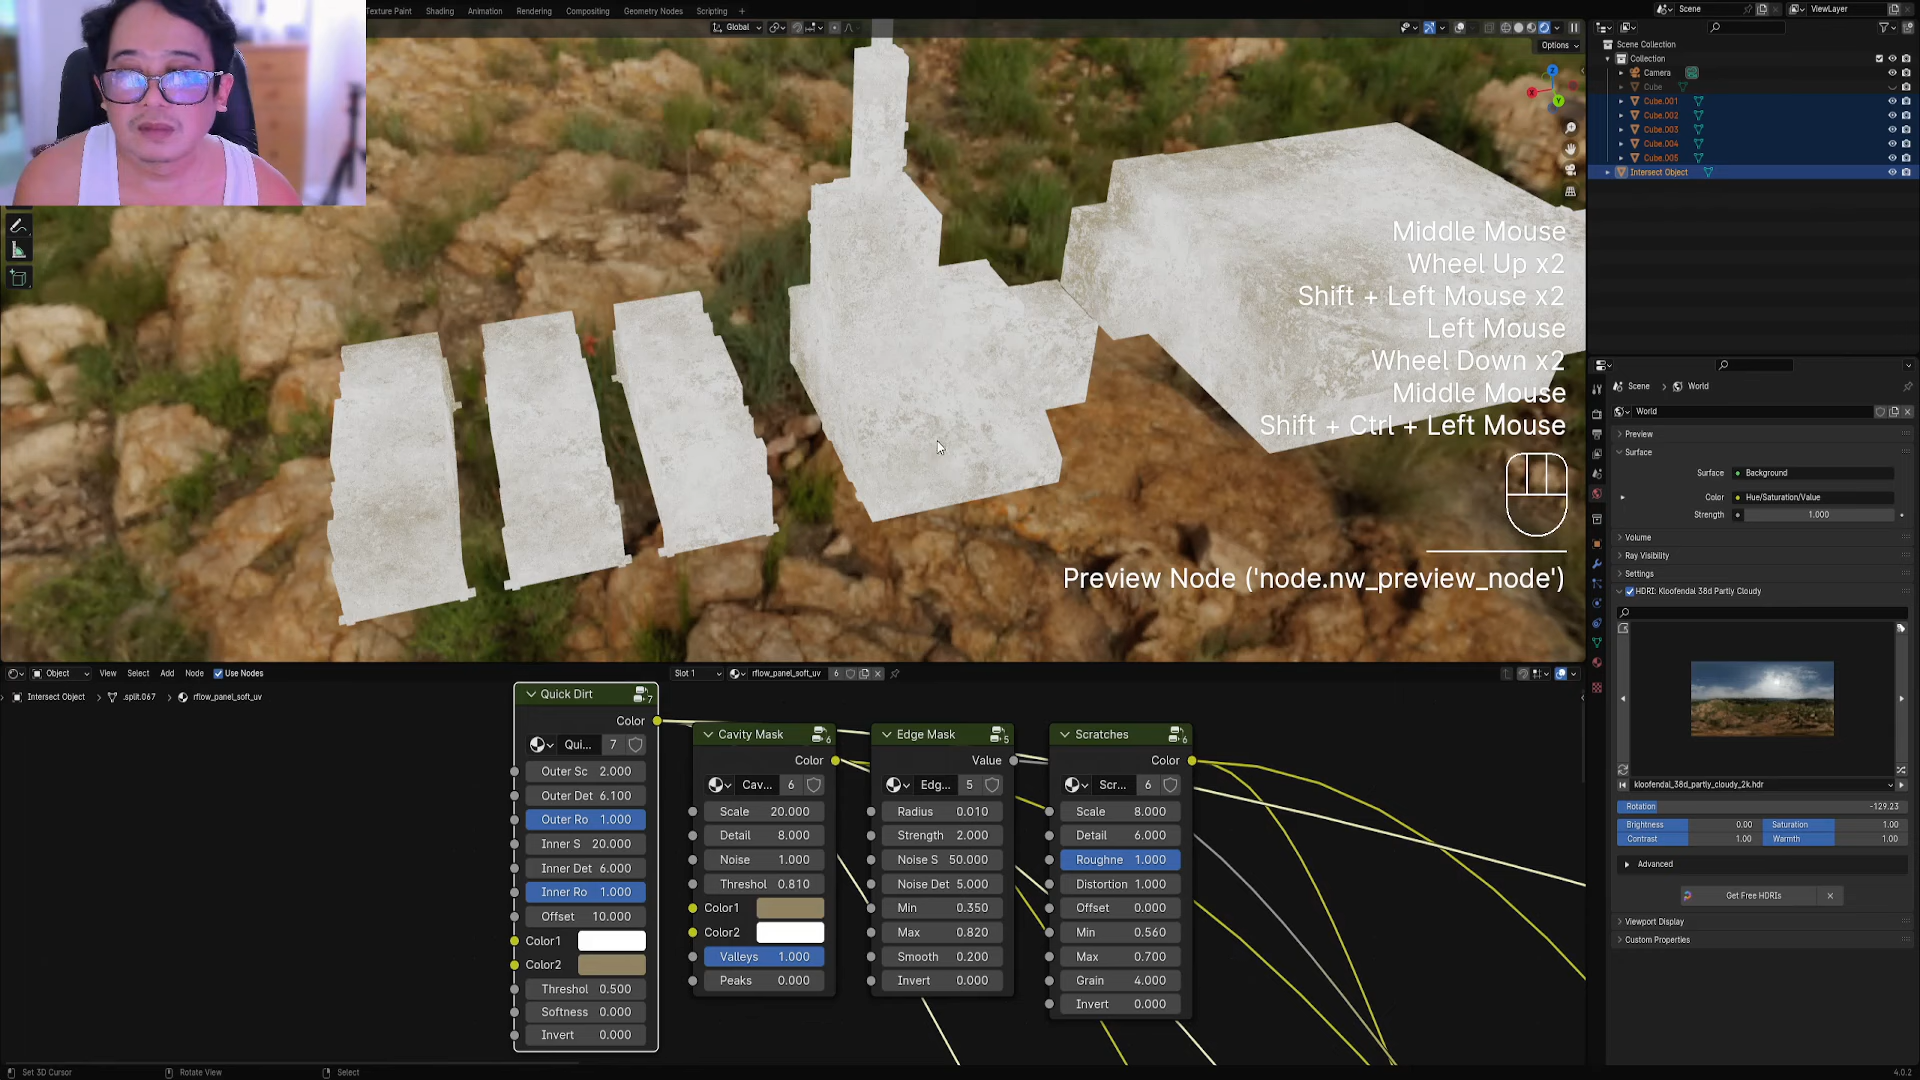 Texture Paint
Shading
Animation
Rendering
Compositing
Geometry Nodes
Scripting
+
Scene
ViewLayer
Global
Options
Scene Collection
Collection
Camera
Cube
Cube.001
Cube.002
Cube.003
Cube.004
Cube.005
Intersect Object
Middle Mouse
Wheel Up x2
Shift + Left Mouse x2
Left Mouse
Wheel Down x2
Middle Mouse
Shift + Ctrl + Left Mouse
Preview Node ('node.nw_preview_node')
Scene
World
World
Preview
Surface
Surface
Background
Color
Hue/Saturation/Value
Strength
1.000
Volume
Ray Visibility
Settings
HDRI: Kloofendal 38d Partly Cloudy
kloofendal_38d_partly_cloudy_2k.hdr
Rotation
-129.23
Brightness 0.00
Saturation 1.00
Contrast 1.00
Warmth 1.00
Advanced
Get Free HDRIs
Viewport Display
Custom Properties
Object
View
Select
Add
Node
Use Nodes
Slot 1
rflow_panel_soft_uv
6
Intersect Object
.split.067
rflow_panel_soft_uv
Quick Dirt
7
Color
Qui... 7
Outer Sc 2.000
Outer Det 6.100
Outer Ro 1.000
Inner S 20.000
Inner Det 6.000
Inner Ro 1.000
Offset 10.000
Color1
Color2
Threshol 0.500
Softness 0.000
Invert 0.000
Cavity Mask
6
Color
Cav... 6
Scale 20.000
Detail 8.000
Noise 1.000
Threshol 0.810
Color1
Color2
Valleys 1.000
Peaks 0.000
Edge Mask
5
Value
Edg... 5
Radius 0.010
Strength 2.000
Noise S 50.000
Noise Det 5.000
Min 0.350
Max 0.820
Smooth 0.200
Invert 0.000
Scratches
6
Color
Scr... 6
Scale 8.000
Detail 6.000
Roughne 1.000
Distortion 1.000
Offset 0.000
Min 0.560
Max 0.700
Grain 4.000
Invert 0.000
Set 3D Cursor
Rotate View
Select
4.0.2